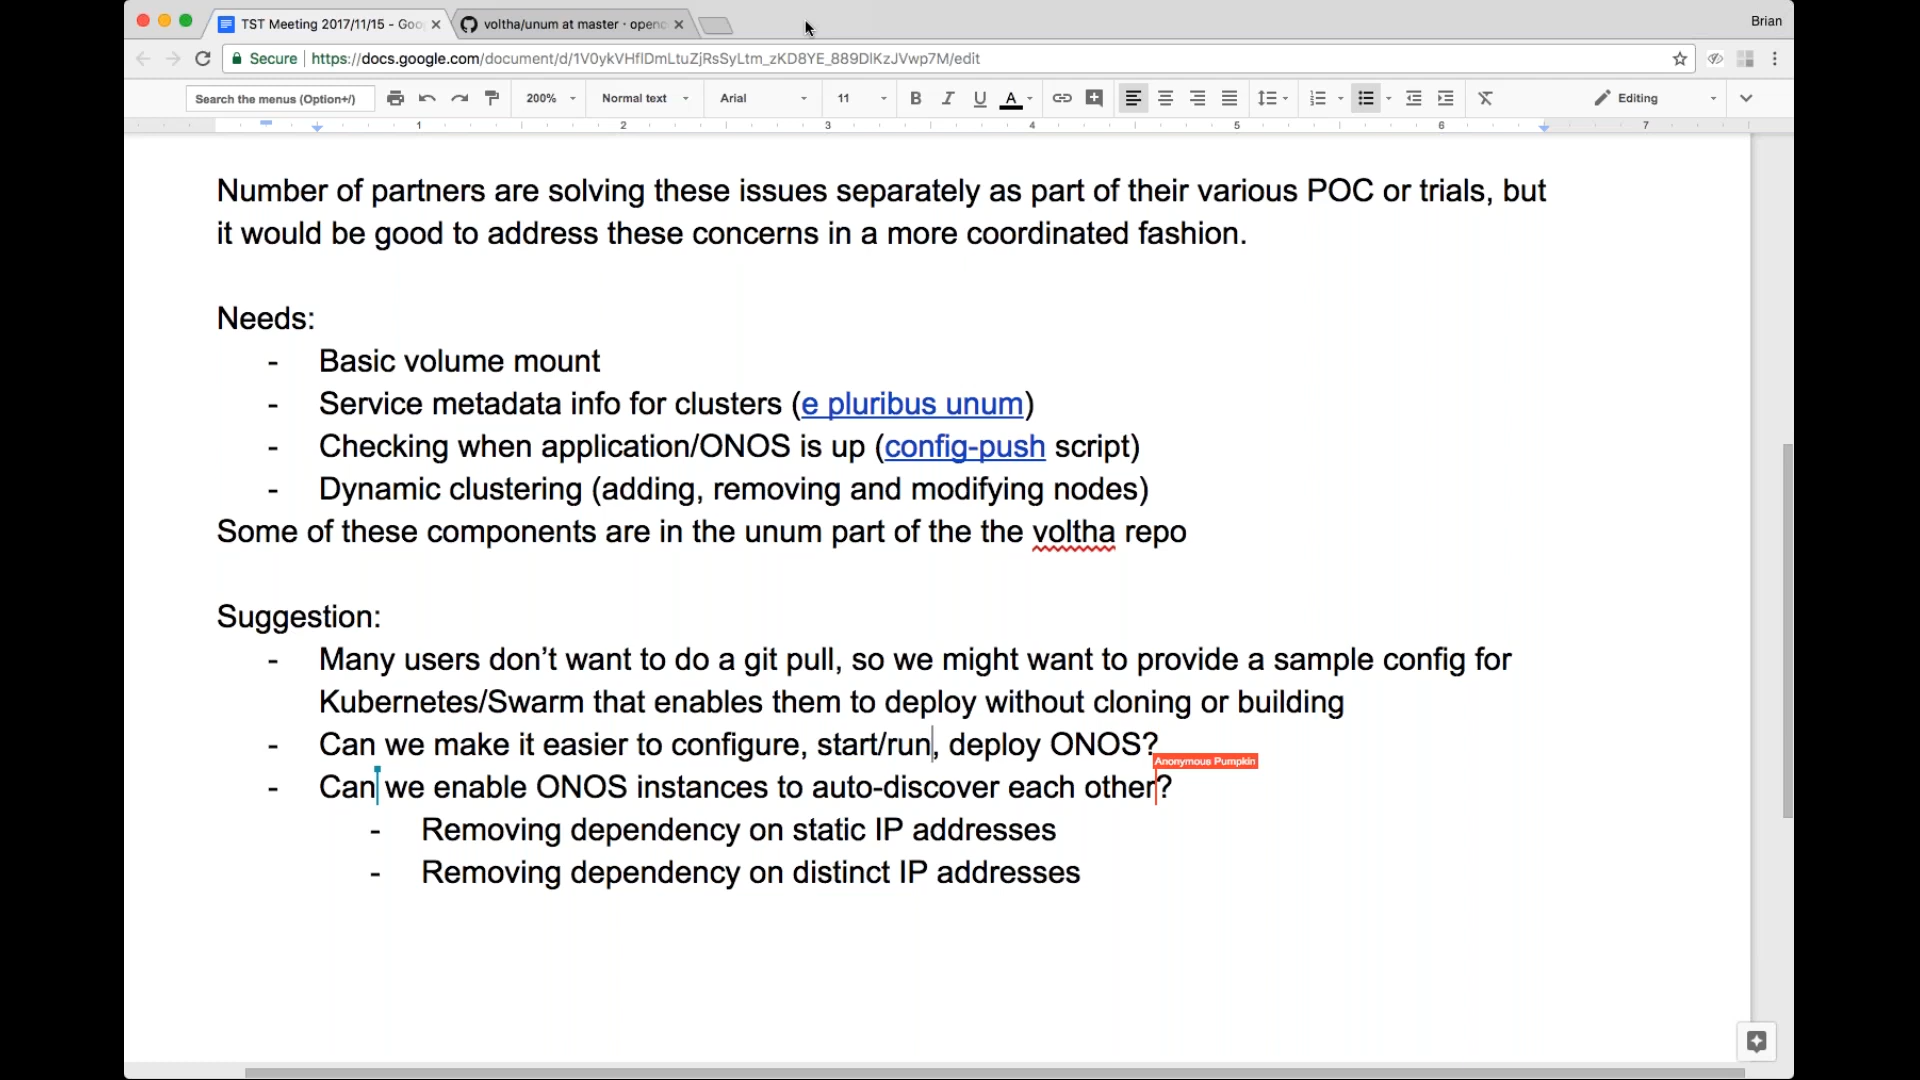 TST Meeting 2017/11/15 - Goo
voltha/unum at master · openc
Brian
Secure
https://docs.google.com/document/d/1V0ykVHflDmLtuZjRsSyLtm_zKD8YE_889DlKzJVwp7M/edit
Search the menus (Option+/)
200%
Normal text
Arial
11
B I U A
Editing
1 2 3 4 5 6 7
Number of partners are solving these issues separately as part of their various POC or trials, but
it would be good to address these concerns in a more coordinated fashion.
Needs:
- Basic volume mount
- Service metadata info for clusters (e pluribus unum)
- Checking when application/ONOS is up (config-push script)
- Dynamic clustering (adding, removing and modifying nodes)
Some of these components are in the unum part of the the voltha repo
Suggestion:
- Many users don’t want to do a git pull, so we might want to provide a sample config for
Kubernetes/Swarm that enables them to deploy without cloning or building
- Can we make it easier to configure, start/run, deploy ONOS?
Anonymous Pumpkin
- Can we enable ONOS instances to auto-discover each other?
- Removing dependency on static IP addresses
- Removing dependency on distinct IP addresses